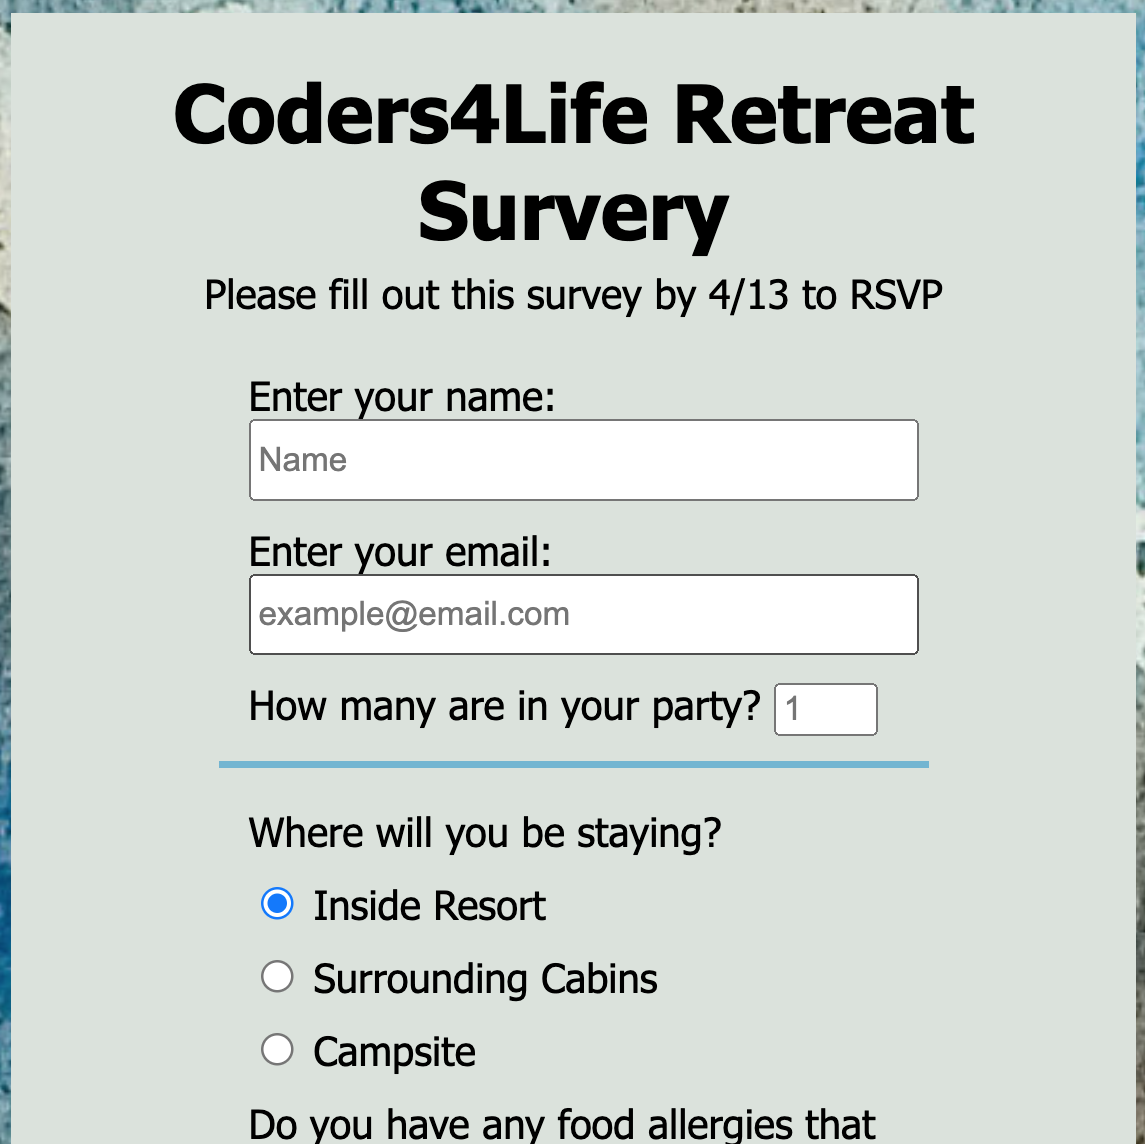 Coders4Life Retreat
Survery
Please fill out this survey by 4/13 to RSVP
Enter your name:
Name
Enter your email:
example@email.com
How many are in your party? 1
Where will you be staying?
Inside Resort
Surrounding Cabins
Campsite
Do you have any food allergies that